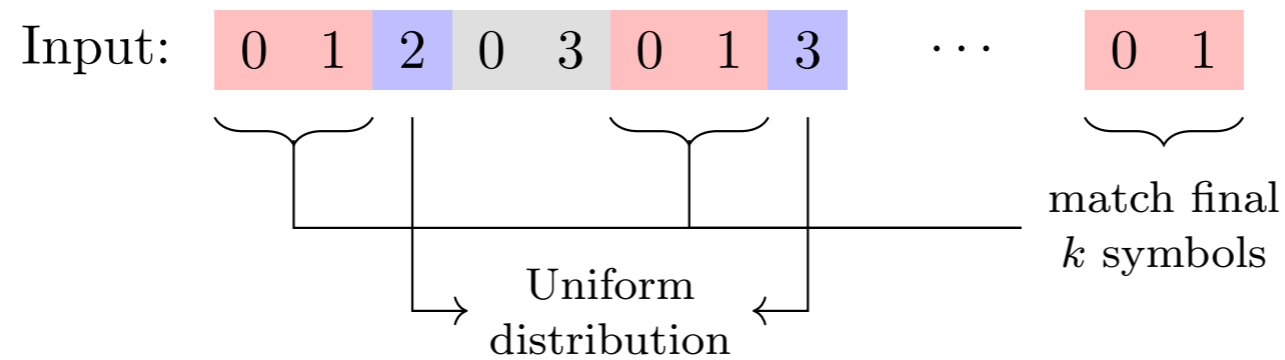 Input: 0 1 2 0 3 0 1 3 ⋯ 0 1
match final
k symbols
Uniform
distribution